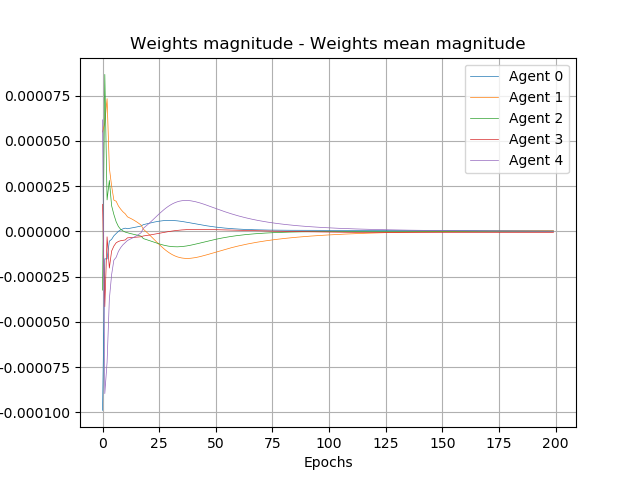 Weights magnitude - Weights mean magnitude
Agent 0
Agent 1
Agent 2
Agent 3
Agent 4
0.000075
0.000050
0.000025
0.000000
-0.000025
-0.000050
-0.000075
-0.000100
0 25 50 75 100 125 150 175 200
Epochs